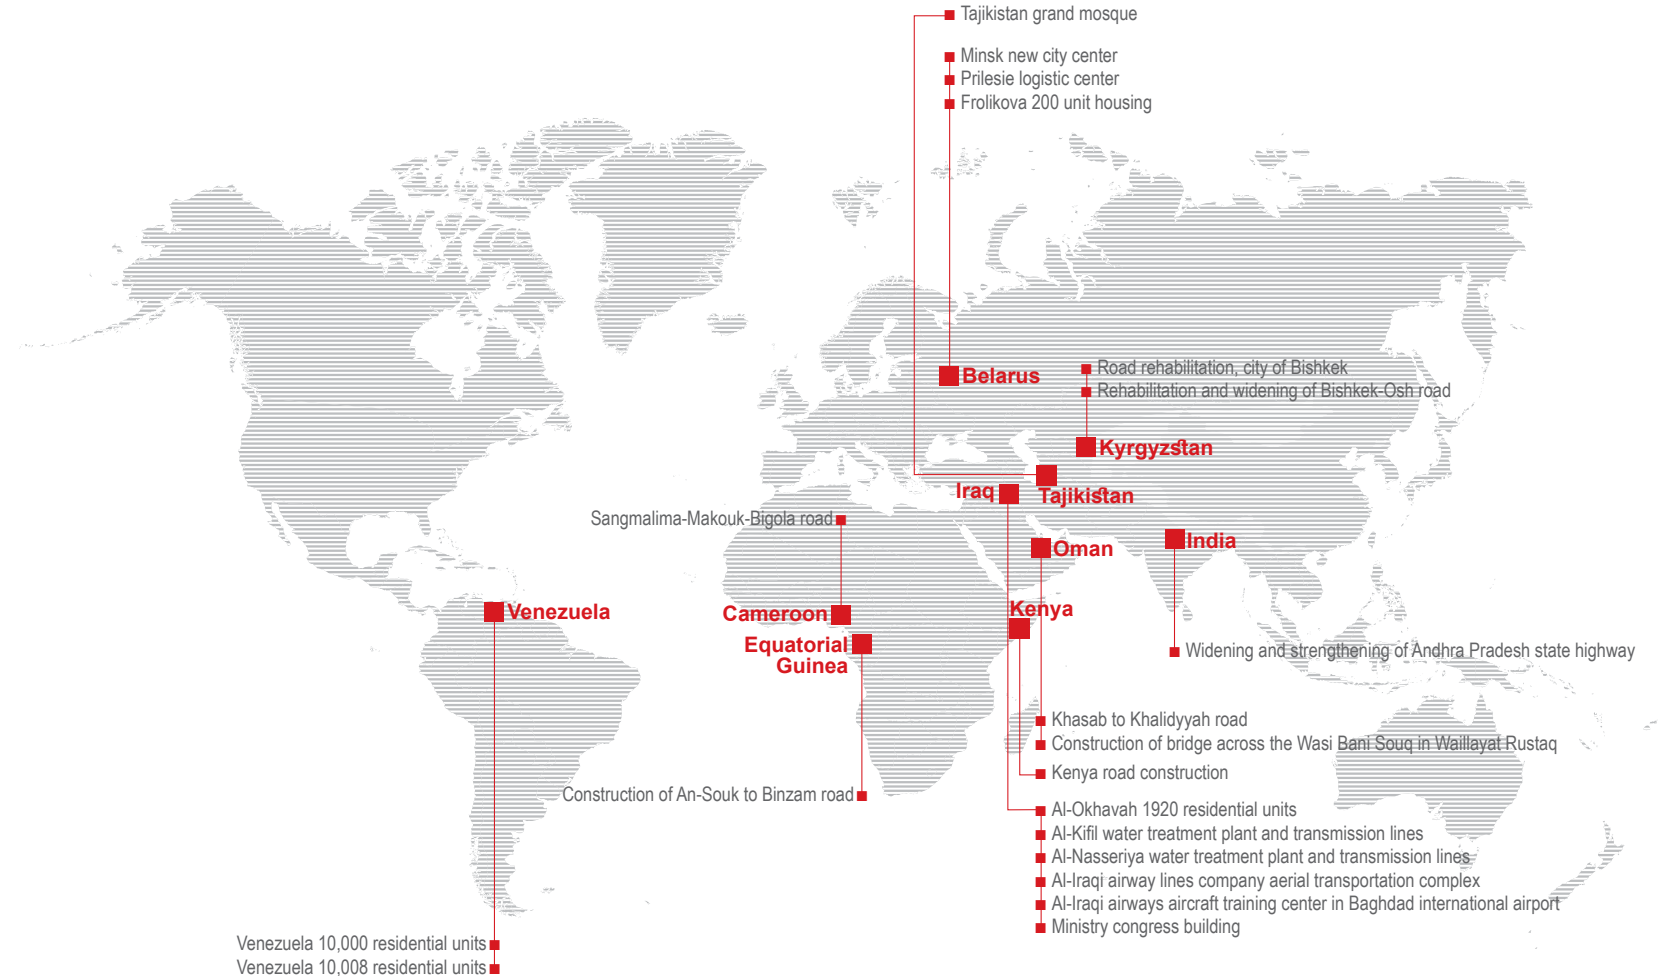 Tajikistan grand mosque
Minsk new city center
Prilesie logistic center
Frolikova 200 unit housing
Belarus
Road rehabilitation, city of Bishkek
Rehabilitation and widening of Bishkek-Osh road
Kyrgyzstan
Iraq
Tajikistan
Sangmalima-Makouk-Bigola road
Oman
India
Venezuela
Cameroon
Kenya
Equatorial
Guinea
Widening and strengthening of Andhra Pradesh state highway
Khasab to Khalidyyah road
Construction of bridge across the Wasi Bani Souq in Waillayat Rustaq
Kenya road construction
Construction of An-Souk to Binzam road
Al-Okhavah 1920 residential units
Al-Kifil water treatment plant and transmission lines
Al-Nasseriya water treatment plant and transmission lines
Al-Iraqi airway lines company aerial transportation complex
Al-Iraqi airways aircraft training center in Baghdad international airport
Ministry congress building
Venezuela 10,000 residential units
Venezuela 10,008 residential units